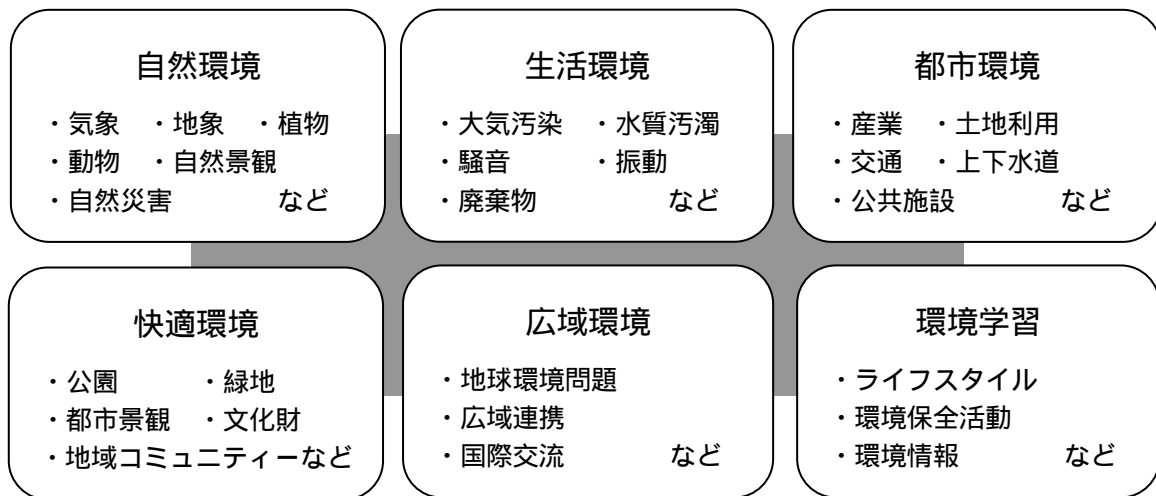 自然環境
・気象 ・地象 ・植物
・動物 ・自然景観
・自然災害 など
生活環境
・大気汚染 ・水質汚濁
・騒音 ・振動
・廃棄物 など
都市環境
・産業 ・土地利用
・交通 ・上下水道
・公共施設 など
快適環境
・公園 ・緑地
・都市景観 ・文化財
・地域コミュニティーなど
広域環境
・地球環境問題
・広域連携
・国際交流 など
環境学習
・ライフスタイル
・環境保全活動
・環境情報 など